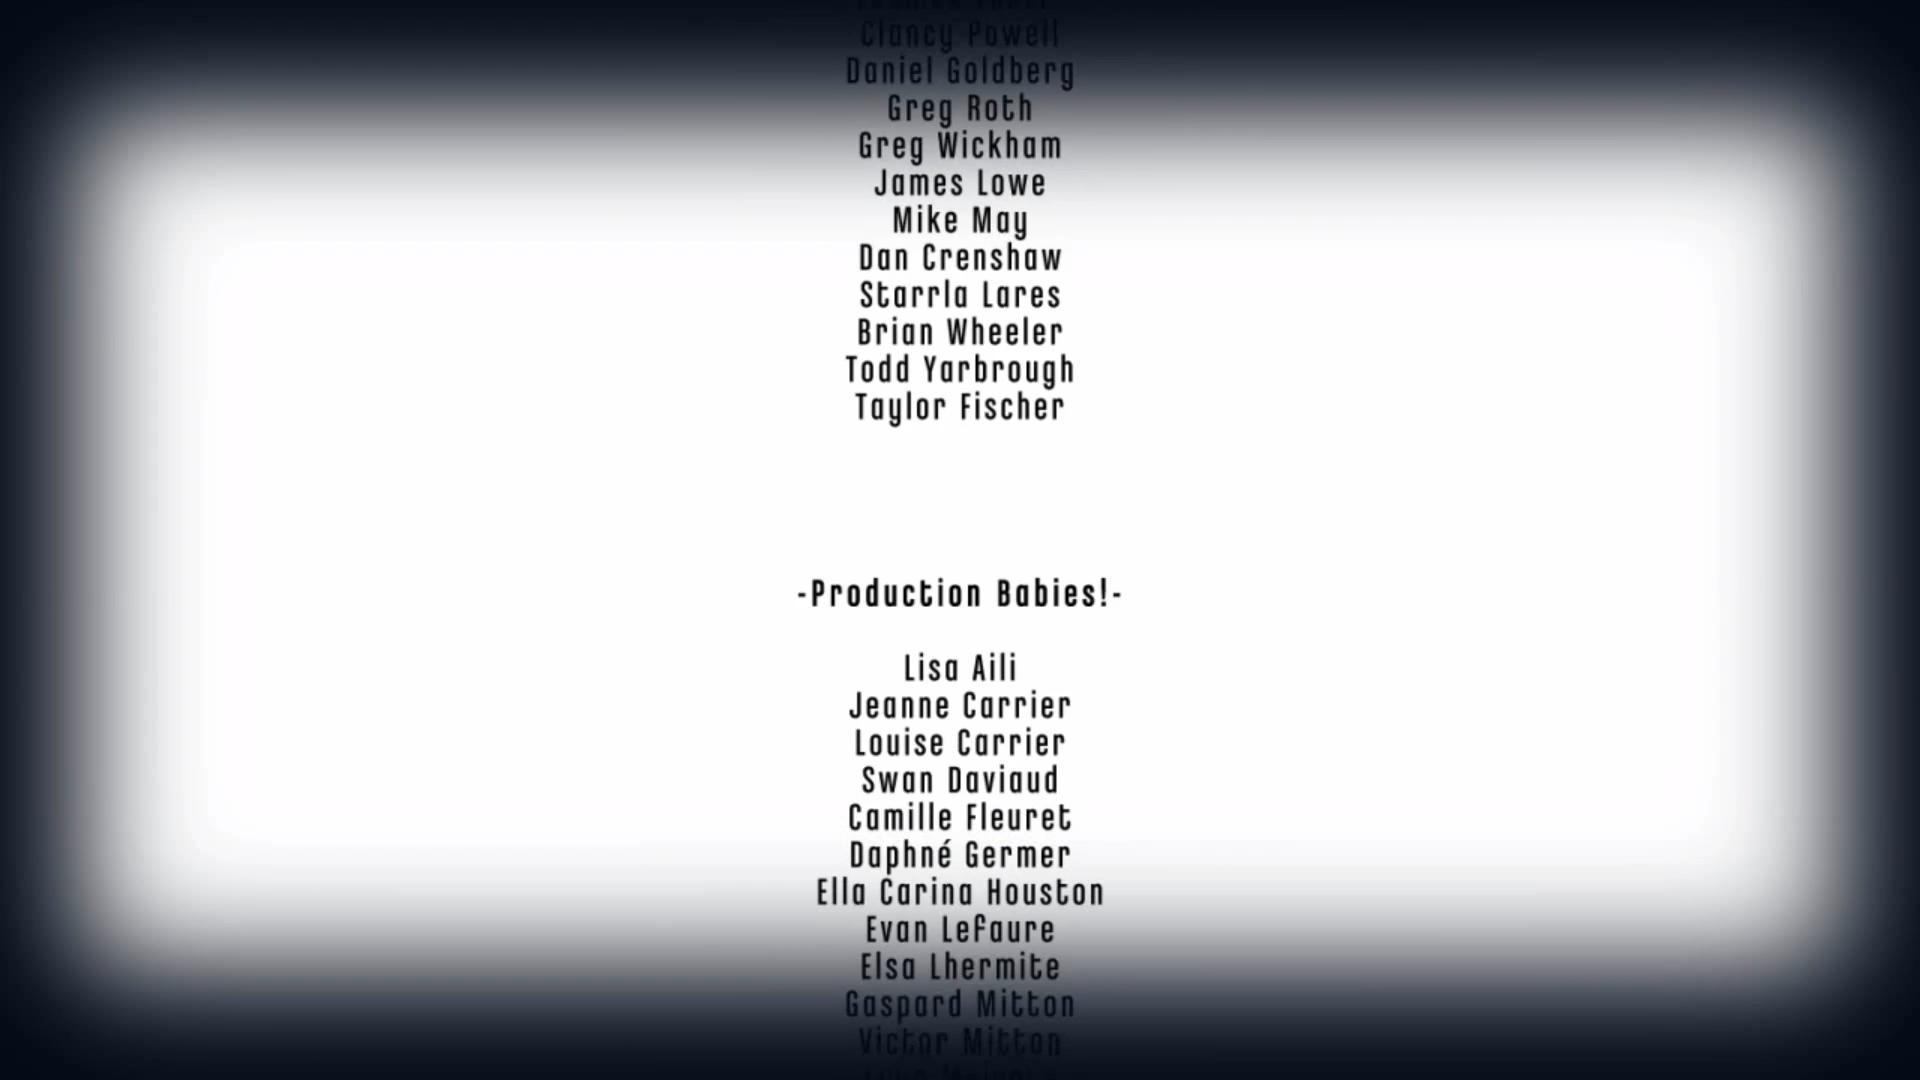 Clancy Powell
Daniel Goldberg
Greg Roth
Greg Wickham
James Lowe
Mike May
Dan Crenshaw
Starrla Lares
Brian Wheeler
Todd Yarbrough
Taylor Fischer
-Production Babies!-
Lisa Aili
Jeanne Carrier
Louise Carrier
Swan Daviaud
Camille Fleuret
Daphné Germer
Ella Carina Houston
Evan Lefaure
Elsa Lhermite
Gaspard Mitton
Victor Mitton